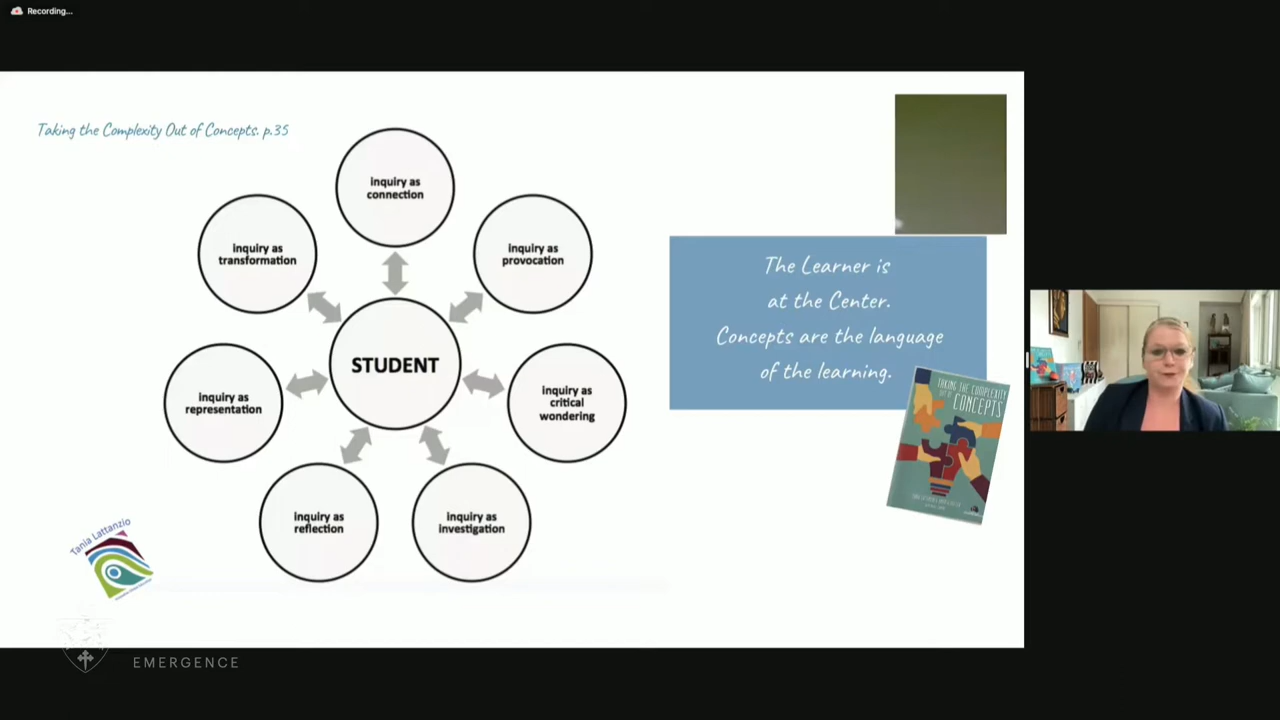 Recording...
Taking the Complexity Out of Concepts. p.35
inquiry as
connection
inquiry as
transformation
inquiry as
provocation
STUDENT
inquiry as
representation
inquiry as
critical
wondering
inquiry as
reflection
inquiry as
investigation
The Learner is
at the Center.
Concepts are the language
of the learning.
TAKING THE COMPLEXITY
OUT OF
CONCEPTS
Tania Lattanzio
EMERGENCE